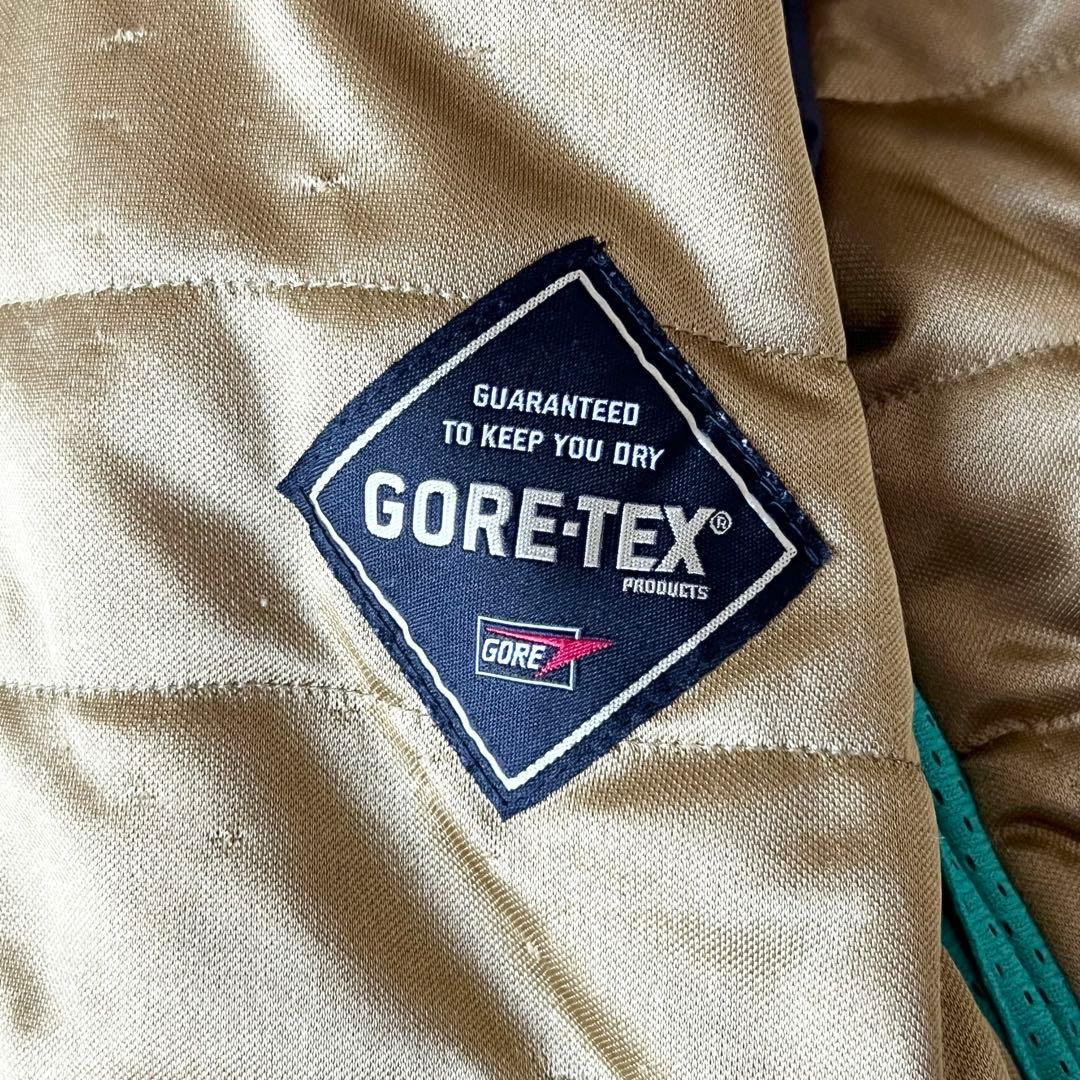 GUARANTEED
TO KEEP YOU DRY
GORE-TEX®
PRODUCTS
GORE